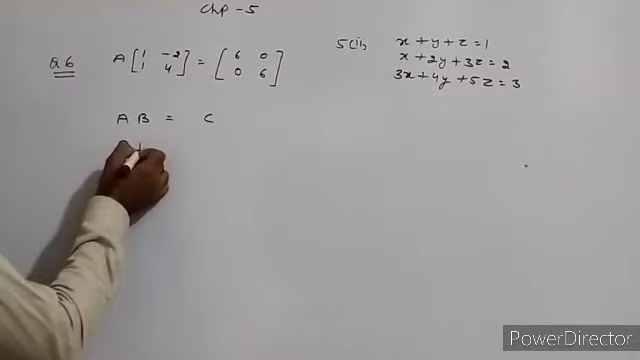 Chp - 5
Q.6 A [1 -2 = [6 0
1 4] 0 6]
AB = C
5(ii), x + y + z = 1
x + 2y + 3z = 2
3x + 4y + 5z = 3
PowerDirector